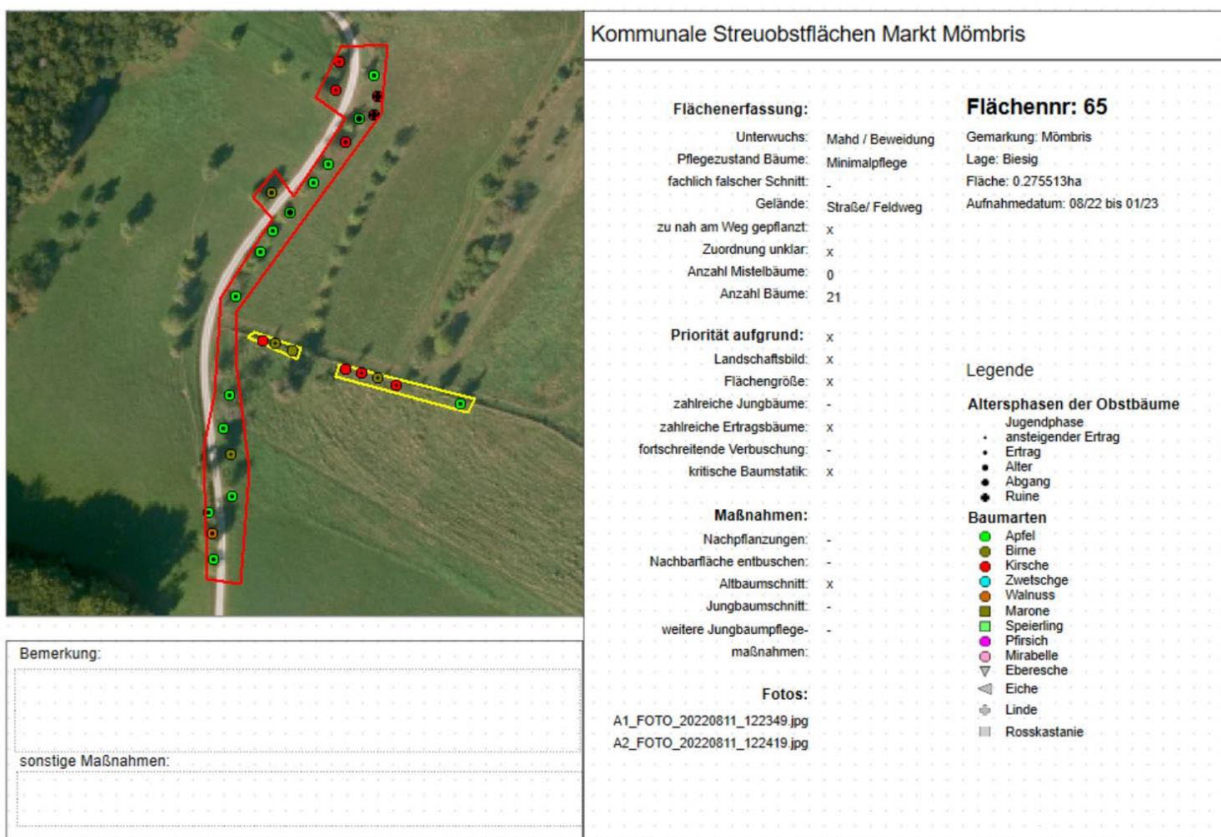 Kommunale Streuobstflächen Markt Mömbris
Flächenerfassung:
Unterwuchs: Mahd / Beweidung
Pflegezustand Bäume: Minimalpflege
fachlich falscher Schnitt: -
Gelände: Straße/ Feldweg
zu nah am Weg gepflanzt: x
Zuordnung unklar: x
Anzahl Mistelbäume: 0
Anzahl Bäume: 21
Priorität aufgrund: x
Landschaftsbild: x
Flächengröße: x
zahlreiche Jungbäume: -
zahlreiche Ertragsbäume: x
fortschreitende Verbuschung: -
kritische Baumstatik: x
Maßnahmen:
Nachpflanzungen: -
Nachbarfläche entbuschen: -
Altbaumschnitt: x
Jungbaumschnitt: -
weitere Jungbaumpflege- -
maßnahmen:
Fotos:
A1_FOTO_20220811_122349.jpg
A2_FOTO_20220811_122419.jpg
Flächennr: 65
Gemarkung: Mömbris
Lage: Biesig
Fläche: 0.275513ha
Aufnahmedatum: 08/22 bis 01/23
Legende
Altersphasen der Obstbäume
Jugendphase
ansteigender Ertrag
Ertrag
Alter
Abgang
Ruine
Baumarten
Apfel
Birne
Kirsche
Zwetschge
Walnuss
Marone
Speierling
Pfirsich
Mirabelle
Eberesche
Eiche
Linde
Rosskastanie
Bemerkung:
sonstige Maßnahmen: